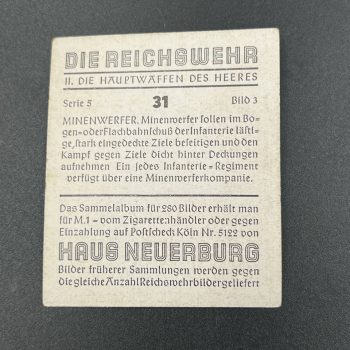 DIE REICHSWEHR
II. DIE HAUPTWAFFEN DES HEERES
Serie 5 31 Bild 3
MINENWERFER. Minenwerfer sollen im Bo-
gen- oder Flachbahnschuß der Infanterie lästi-
ge, stark eingedeckte Ziele beseitigen und den
Kampf gegen Ziele dicht hinter Deckungen
aufnehmen Ein jedes Infanterie-Regiment
verfügt über eine Minenwerferkompanie.
Das Sammelalbum für 280 Bilder erhält man
für M.1 - vom Zigarettenhändler oder gegen
Einzahlung auf Postscheck Köln Nr. 5122 von
HAUS NEUERBURG
Bilder früherer Sammlungen werden gegen
die gleiche Anzahl Reichswehrbilder geliefert